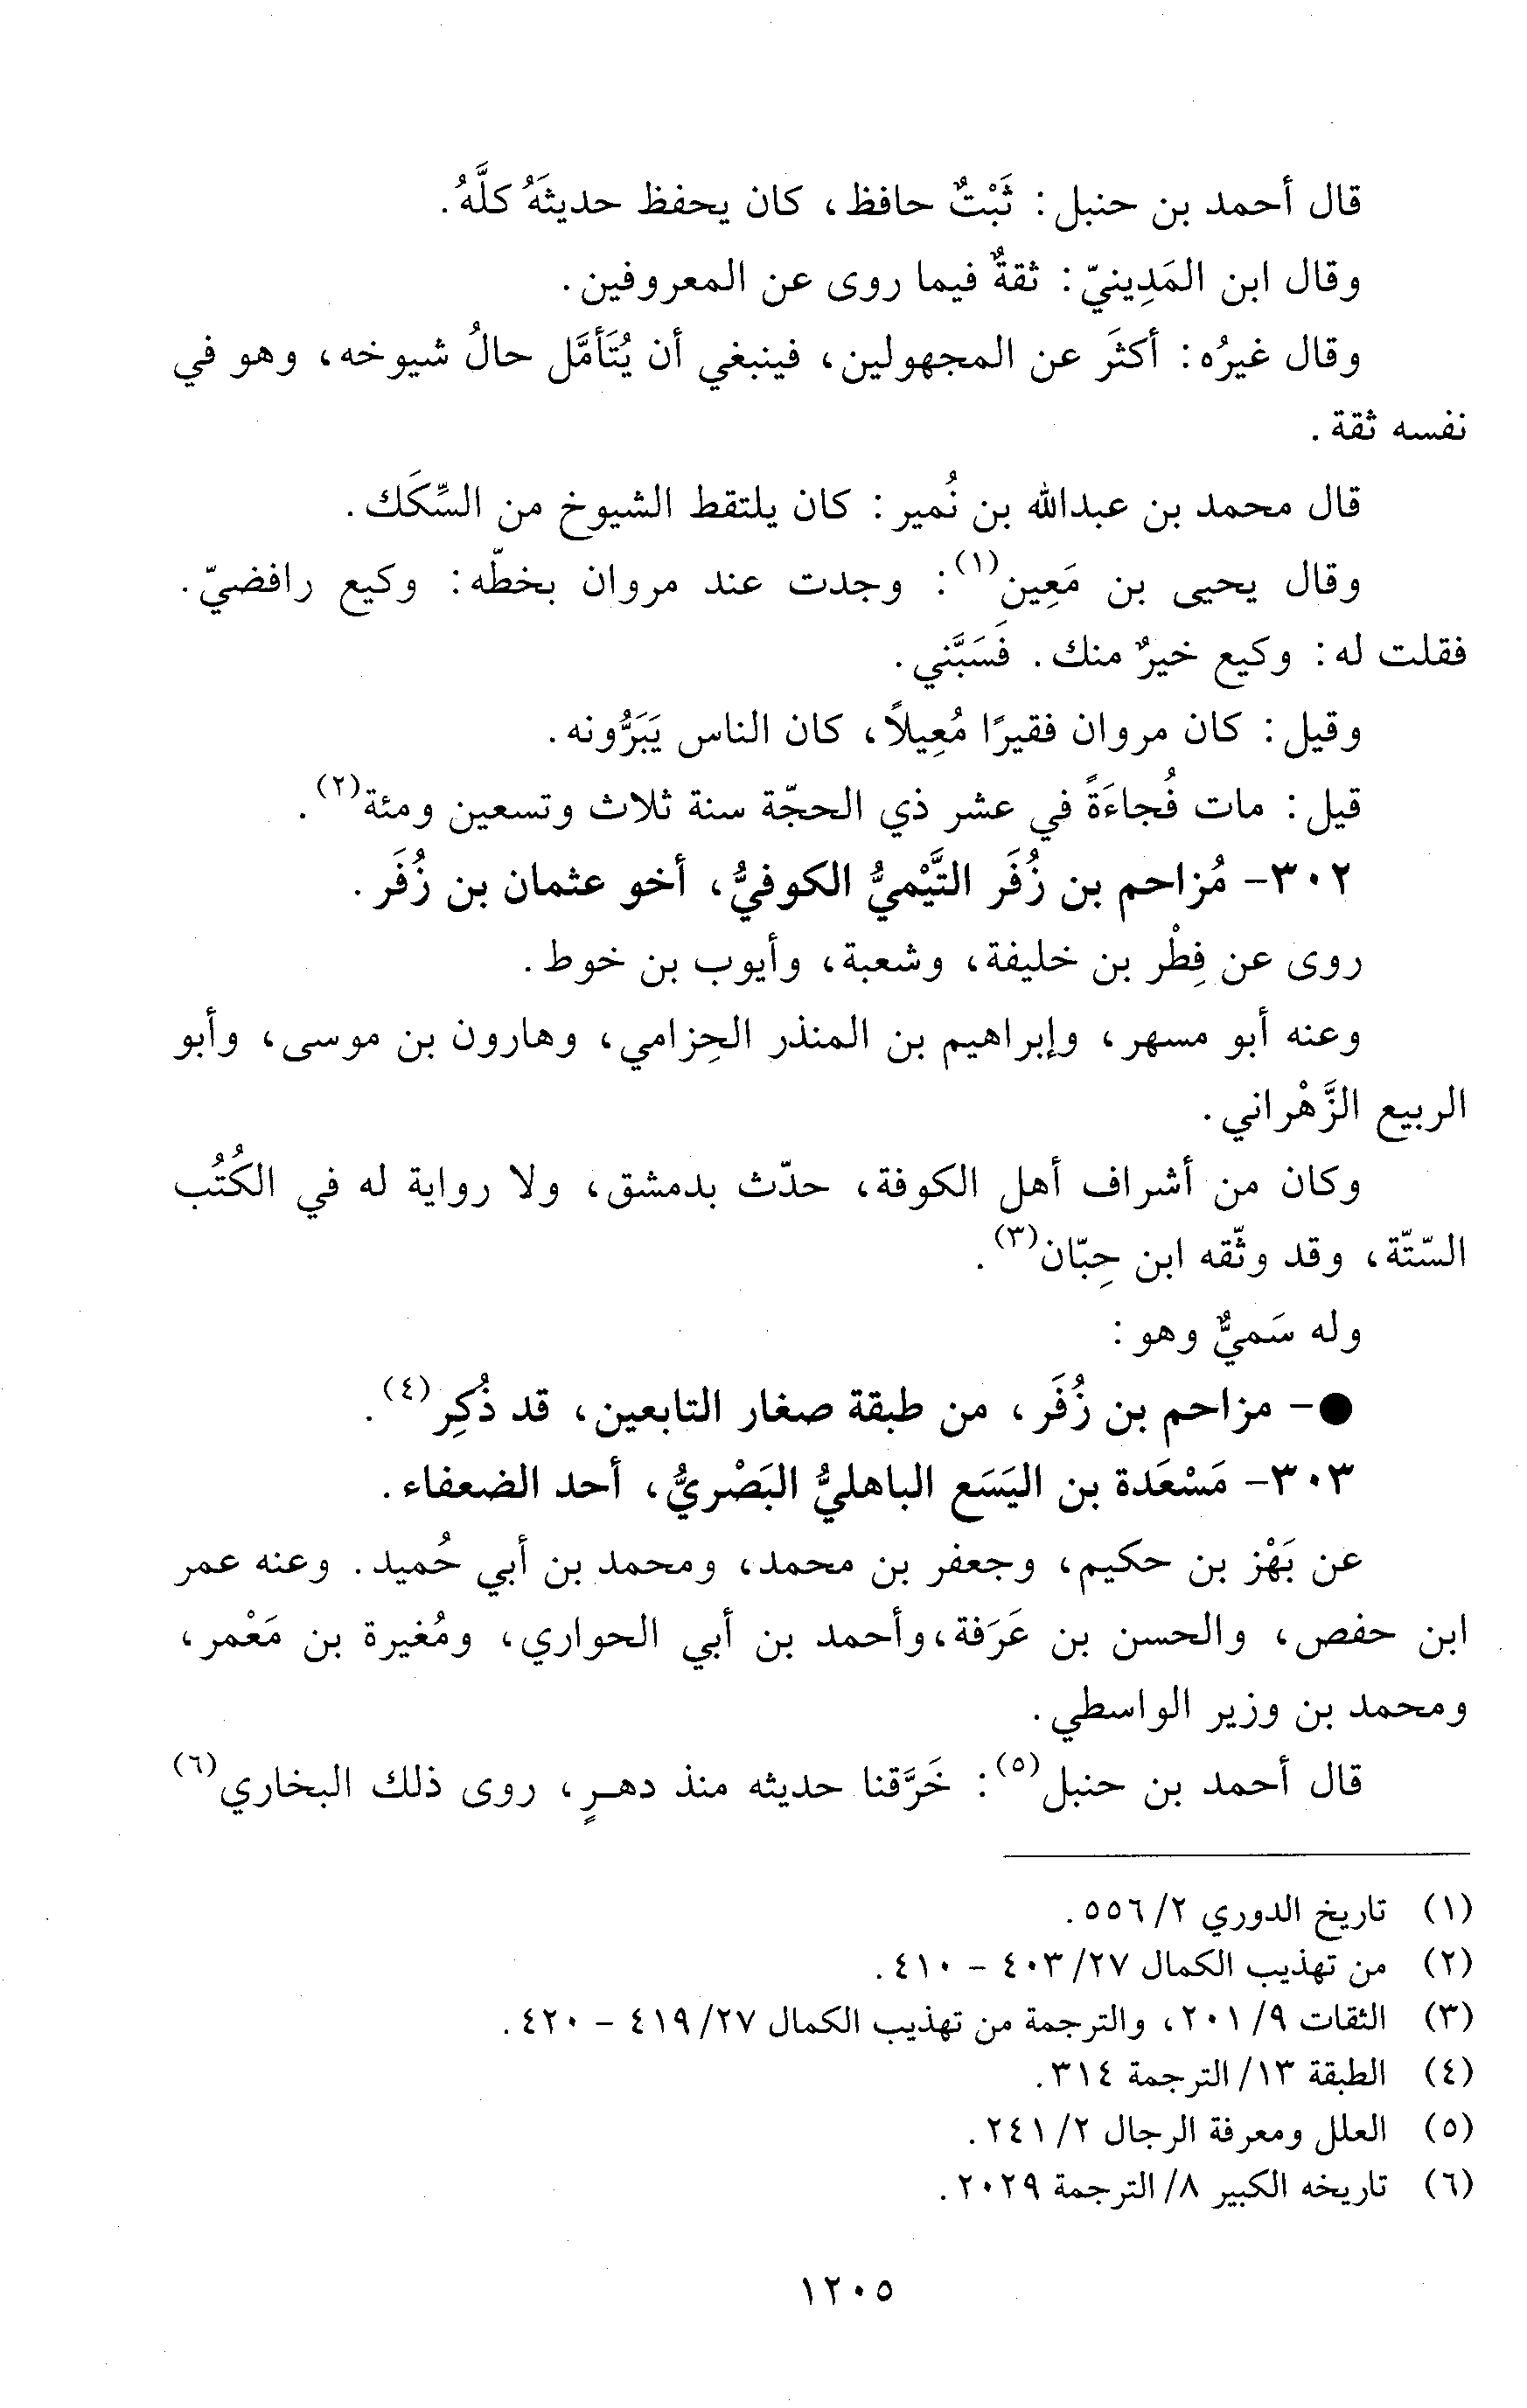 قال أحمد بن حنبل: ثَبْتٌ حافظ، كان يحفظ حديثَهُ كلَّهُ.
وقال ابن المَدِينيّ: ثقةٌ فيما روى عن المعروفين.
وقال غيرُه: أكثَر عن المجهولين، فينبغي أن يُتَأمَّل حالُ شيوخه، وهو في
نفسه ثقة.
قال محمد بن عبدالله بن نُمير: كان يلتقط الشيوخ من السِّكَك.
وقال يحيى بن مَعِين(١): وجدت عند مروان بخطّه: وكيع رافضيّ.
فقلت له: وكيع خيرٌ منك. فَسَبَّني.
وقيل: كان مروان فقيرًا مُعِيلاً، كان الناس يَبَرُّونه.
قيل: مات فُجاءَةً في عشر ذي الحجّة سنة ثلاث وتسعين ومئة(٢).
٣٠٢- مُزاحم بن زُفَر التَّيْميُّ الكوفيُّ، أخو عثمان بن زُفَر.
روى عن فِطْر بن خليفة، وشعبة، وأيوب بن خوط.
وعنه أبو مسهر، وإبراهيم بن المنذر الحِزامي، وهارون بن موسى، وأبو
الربيع الزَّهْراني.
وكان من أشراف أهل الكوفة، حدّث بدمشق، ولا رواية له في الكُتُب
السّتّة، وقد وثّقه ابن حِبّان(٣).
وله سَميٌّ وهو:
●- مزاحم بن زُفَر، من طبقة صغار التابعين، قد ذُكِر(٤).
٣٠٣- مَسْعَدة بن اليَسَع الباهليُّ البَصْريُّ، أحد الضعفاء.
عن بَهْز بن حكيم، وجعفر بن محمد، ومحمد بن أبي حُميد. وعنه عمر
ابن حفص، والحسن بن عَرَفة،وأحمد بن أبي الحواري، ومُغيرة بن مَعْمر،
ومحمد بن وزير الواسطي.
قال أحمد بن حنبل(٥): خَرَّقنا حديثه منذ دهـرٍ، روى ذلك البخاري(٦)
(١) تاريخ الدوري ٢/ ٥٥٦.
(٢) من تهذيب الكمال ٢٧/ ٤٠٣ - ٤١٠.
(٣) الثقات ٩/ ٢٠١، والترجمة من تهذيب الكمال ٢٧/ ٤١٩ - ٤٢٠.
(٤) الطبقة ١٣/ الترجمة ٣١٤.
(٥) العلل ومعرفة الرجال ٢/ ٢٤١.
(٦) تاريخه الكبير ٨/ الترجمة ٢٠٢٩.
١٢٠٥